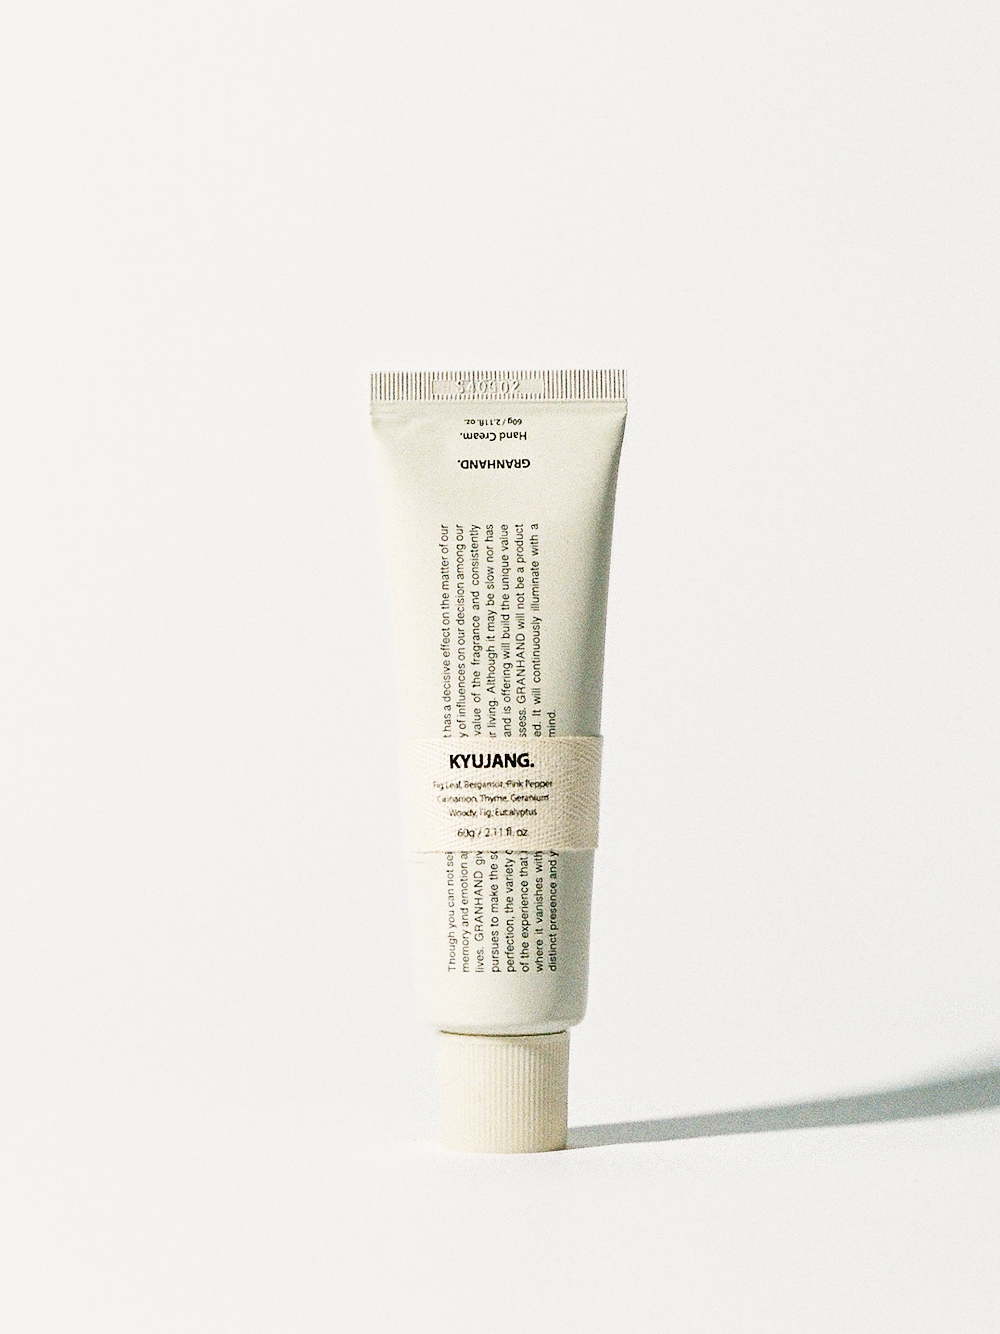 S40902
60g / 2.11fl. oz.
Hand Cream.
GRANHAND.
Though you can not see
t has a decisive effect on the matter of our
memory and emotion a
y of influences on our decision among our
lives. GRANHAND giv
value of the fragrance and consistently
pursues to make the sc
r living. Although it may be slow nor has
perfection, the variety
and is offering will build the unique value
of the experience that
ssess. GRANHAND will not be a product
where it vanishes with
ed. It will continuously illuminate with a
distinct presence and y
mind.
KYUJANG.
Fig Leaf, Bergamot, Pink Pepper
Cinnamon, Thyme, Geranium
Woody, Fig, Eucalyptus
60g / 2.11 fl. oz